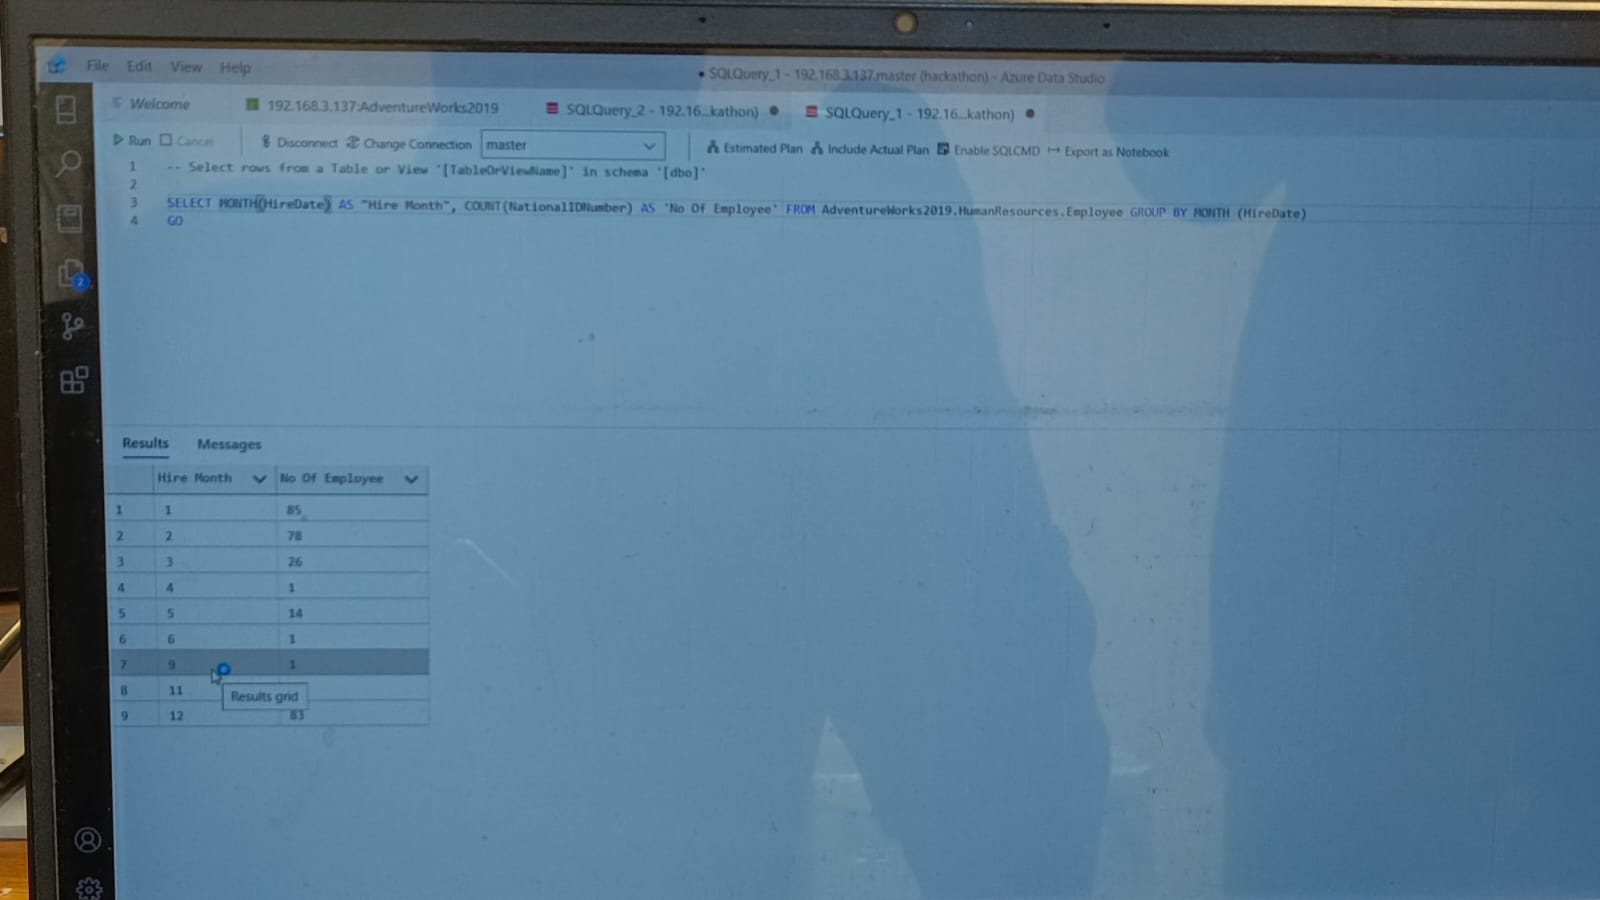 File Edit View Help
• SQLQuery_1 - 192.168.3.137.master (hackathon) - Azure Data Studio
Welcome 192.168.3.137:AdventureWorks2019 SQLQuery_2 - 192.16...kathon) ● SQLQuery_1 - 192.16...kathon) ●
Run Cancel Disconnect Change Connection master Estimated Plan Include Actual Plan Enable SQLCMD Export as Notebook
1 -- Select rows from a Table or View '[TableOrViewName]' in schema '[dbo]'
2
3 SELECT MONTH(HireDate) AS "Hire Month", COUNT(NationalIDNumber) AS 'No Of Employee' FROM AdventureWorks2019.HumanResources.Employee GROUP BY MONTH (HireDate)
4 GO
2
Results Messages
Hire Month No Of Employee
1 1 85
2 2 78
3 3 26
4 4 1
5 5 14
6 6 1
7 9 1
8 11
Results grid
9 12 83